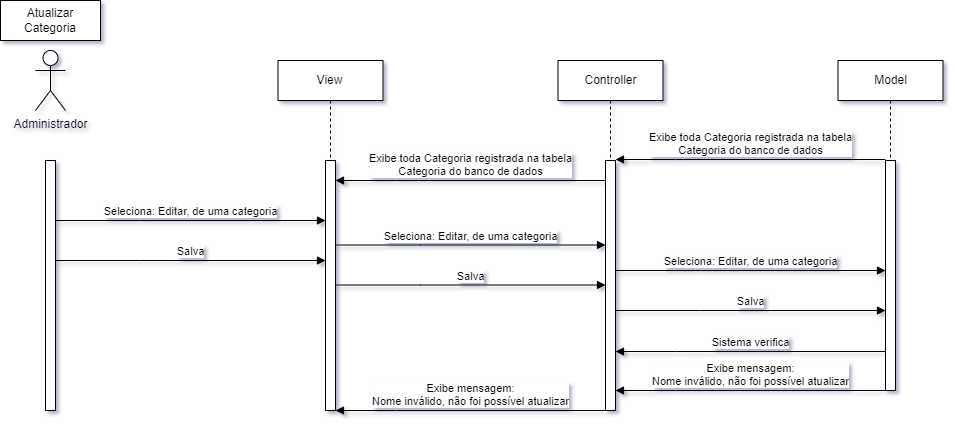 Atualizar
Categoria
Administrador
View
Controller
Model
Exibe toda Categoria registrada na tabela
Categoria do banco de dados
Exibe toda Categoria registrada na tabela
Categoria do banco de dados
Seleciona: Editar, de uma categoria
Seleciona: Editar, de uma categoria
Salva
Seleciona: Editar, de uma categoria
Salva
Salva
Sistema verifica
Exibe mensagem:
Nome inválido, não foi possível atualizar
Exibe mensagem:
Nome inválido, não foi possível atualizar